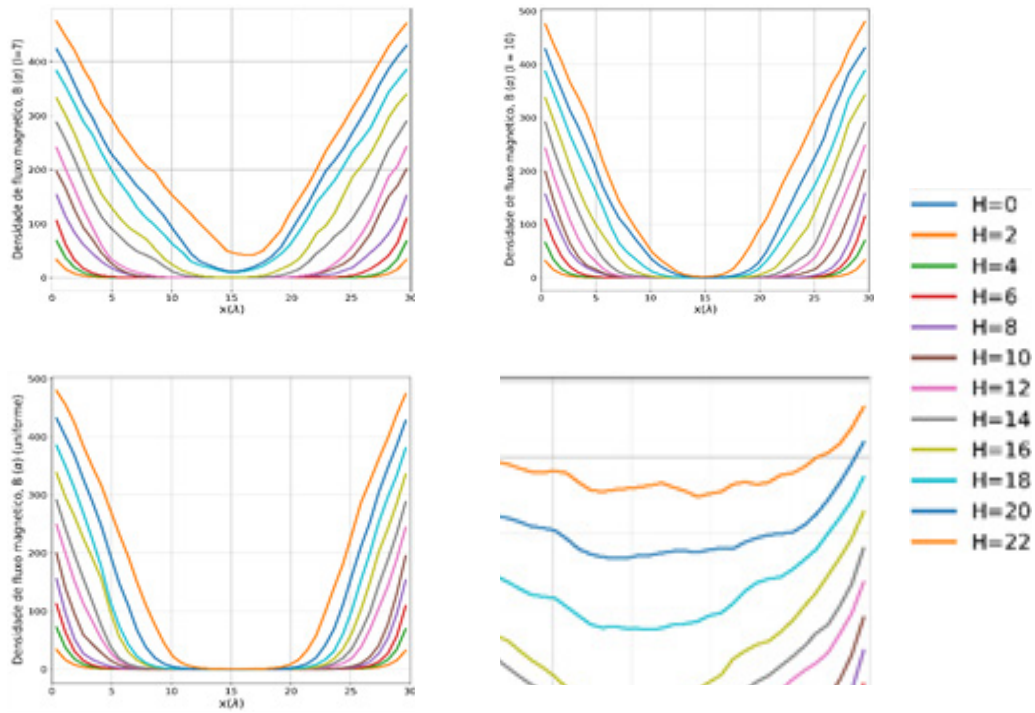 Densidade de fluxo magnetico, B (σ) (l=7)
400
300
200
100
0
0 5 10 15 20 25 30
x(λ)
Densidade de fluxo magnetico, B (σ) (l = 10)
500
400
300
200
100
0
0 5 10 15 20 25 30
x(λ)
Densidade de fluxo magnético, B (σ) (uniforme)
500
400
300
200
100
0
0 5 10 15 20 25 30
x(λ)
H=0
H=2
H=4
H=6
H=8
H=10
H=12
H=14
H=16
H=18
H=20
H=22